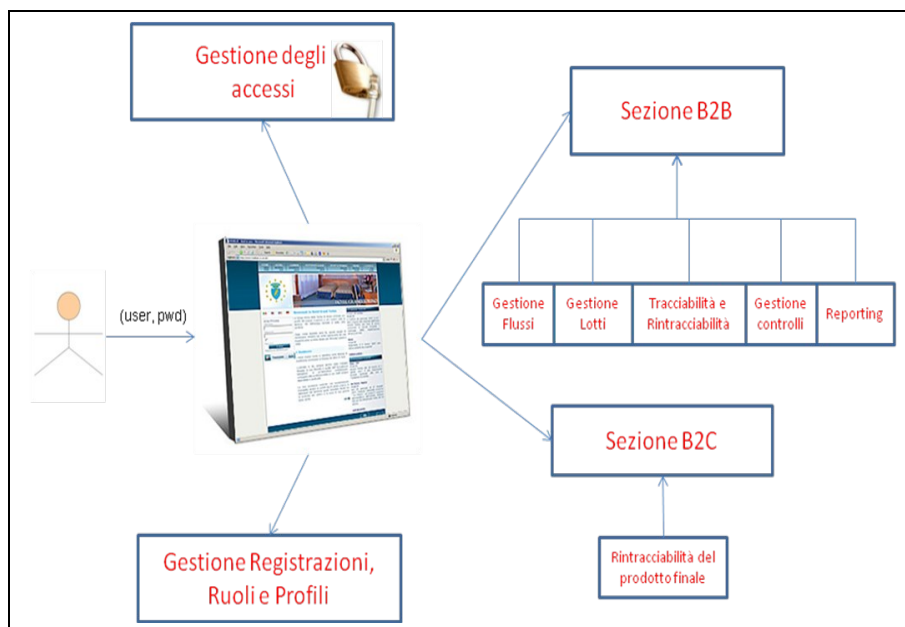 Gestione degli
accessi
Sezione B2B
(user, pwd)
Gestione
Flussi
Gestione
Lotti
Tracciabilità e
Rintracciabilità
Gestione
controlli
Reporting
Sezione B2C
Gestione Registrazioni,
Ruoli e Profili
Rintracciabilità del
prodotto finale